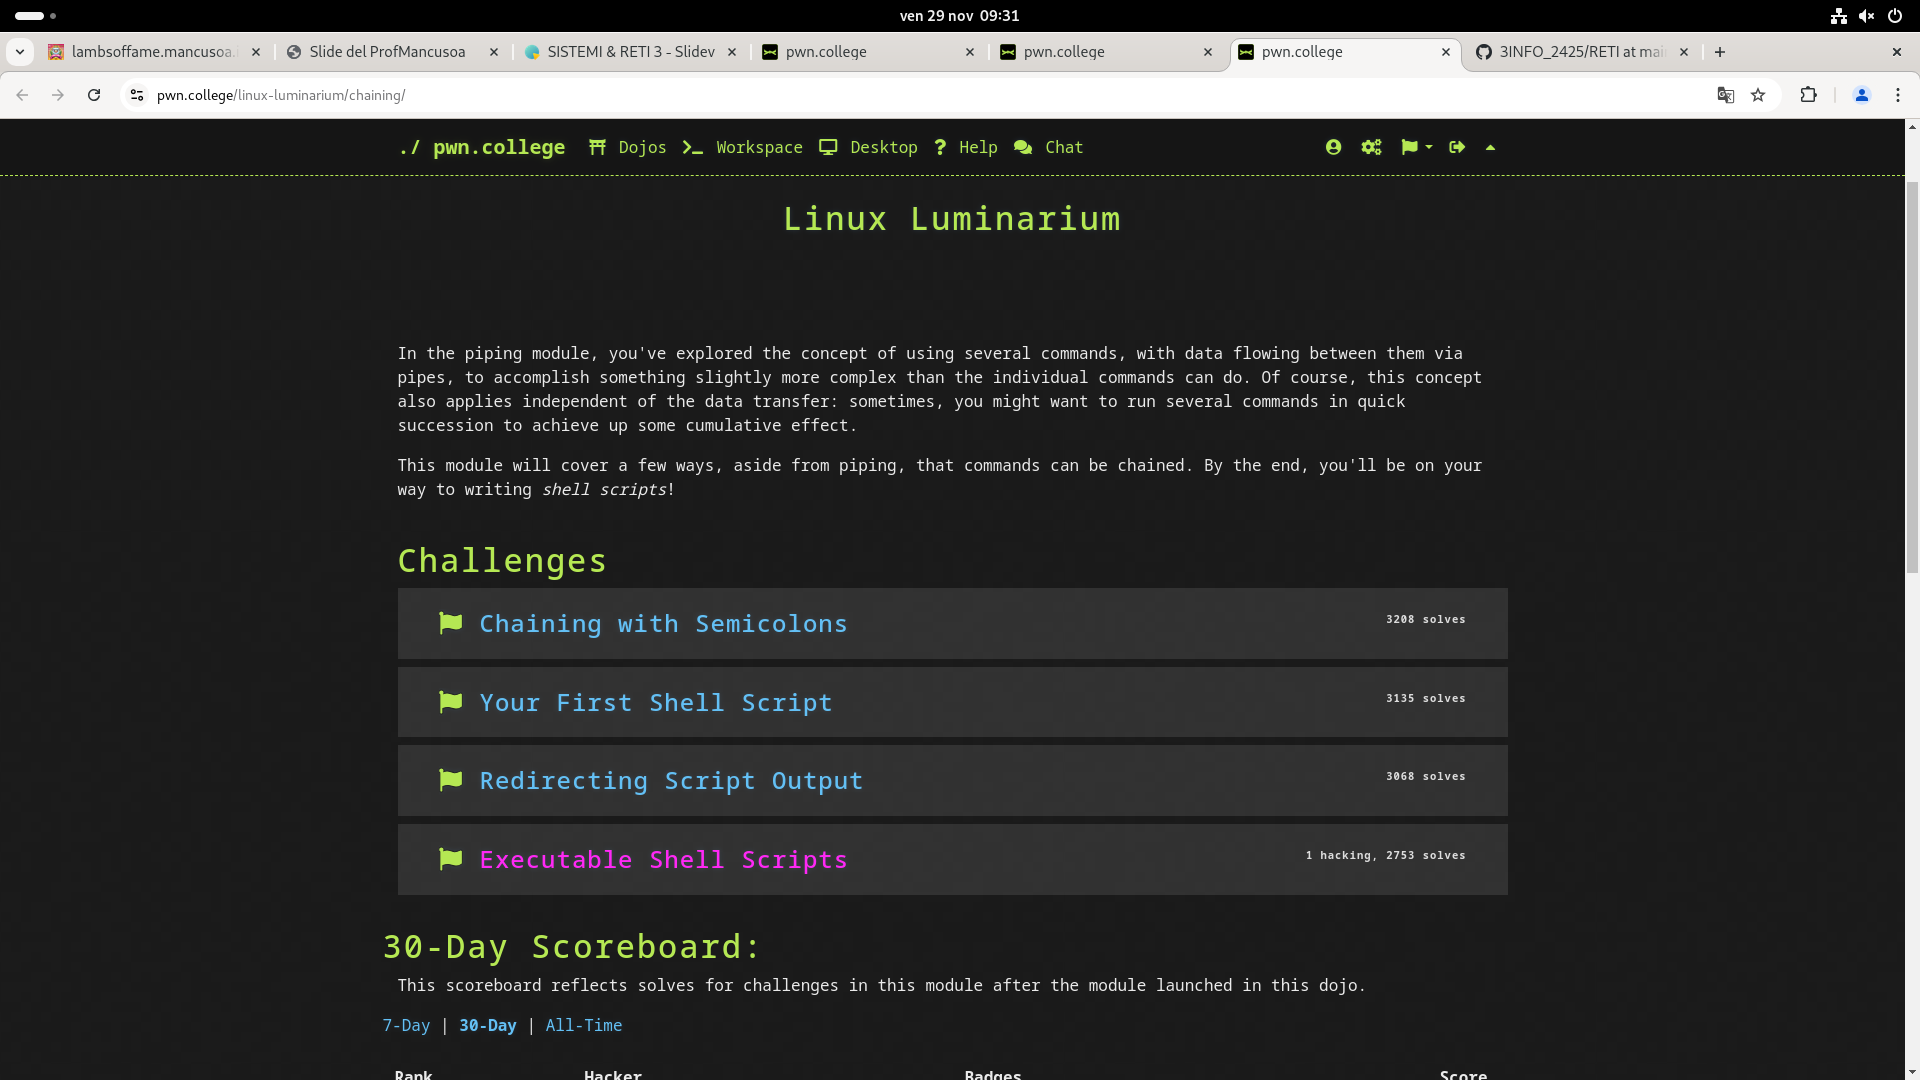 ven 29 nov 09:31
lambsoffame.mancusoa.
Slide del ProfMancusoa
SISTEMI & RETI 3 - Slidev
pwn.college
pwn.college
pwn.college
3INFO_2425/RETI at mai
pwn.college/linux-luminarium/chaining/
./ pwn.college Dojos Workspace Desktop Help Chat
Linux Luminarium
In the piping module, you've explored the concept of using several commands, with data flowing between them via
pipes, to accomplish something slightly more complex than the individual commands can do. Of course, this concept
also applies independent of the data transfer: sometimes, you might want to run several commands in quick
succession to achieve up some cumulative effect.
This module will cover a few ways, aside from piping, that commands can be chained. By the end, you'll be on your
way to writing shell scripts!
Challenges
Chaining with Semicolons 3208 solves
Your First Shell Script 3135 solves
Redirecting Script Output 3068 solves
Executable Shell Scripts 1 hacking, 2753 solves
30-Day Scoreboard:
This scoreboard reflects solves for challenges in this module after the module launched in this dojo.
7-Day | 30-Day | All-Time
Rank Hacker Badges Score